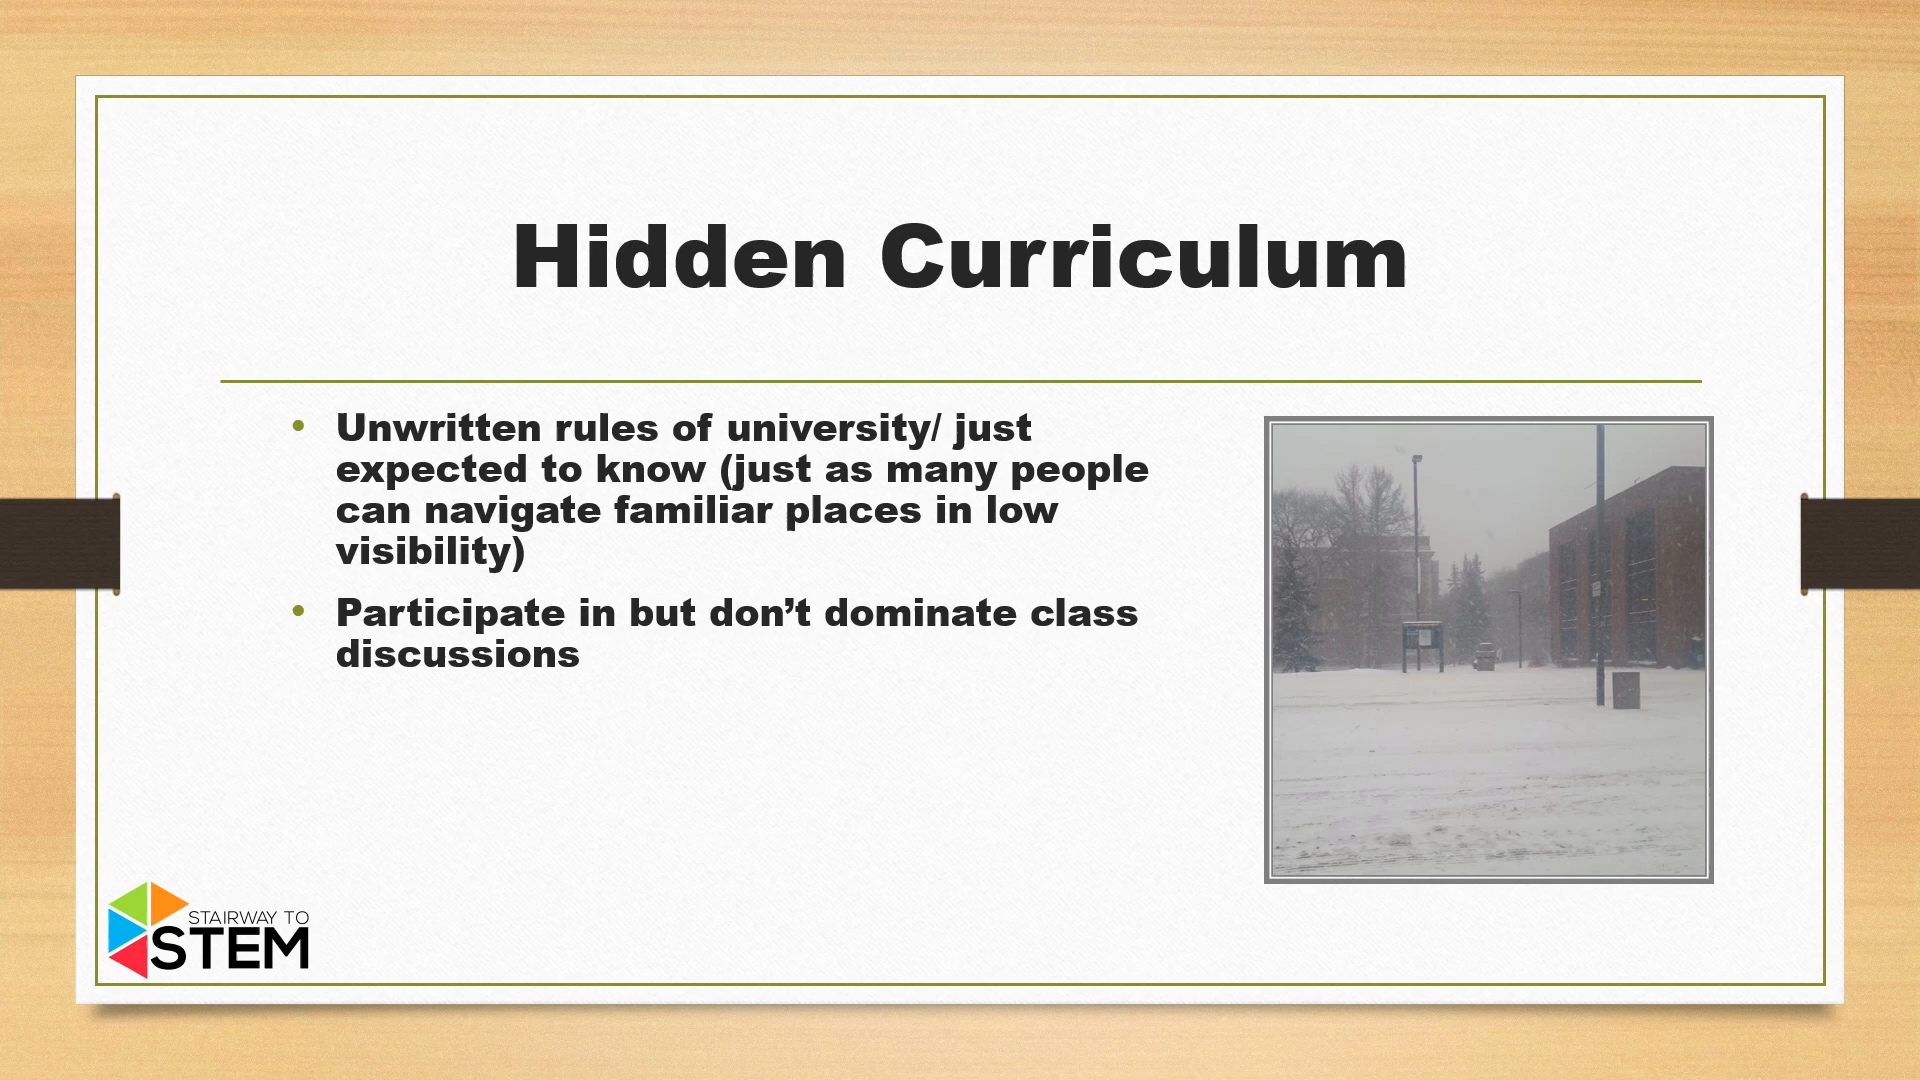 Hidden Curriculum
• Unwritten rules of university/ just
expected to know (just as many people
can navigate familiar places in low
visibility)
• Participate in but don’t dominate class
discussions
STAIRWAY TO
STEM